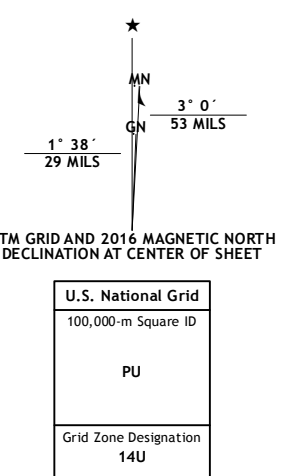 ★
MN
3° 0´
53 MILS
GN
1° 38´
29 MILS
TM GRID AND 2016 MAGNETIC NORTH
DECLINATION AT CENTER OF SHEET
U.S. National Grid
100,000-m Square ID
PU
Grid Zone Designation
14U